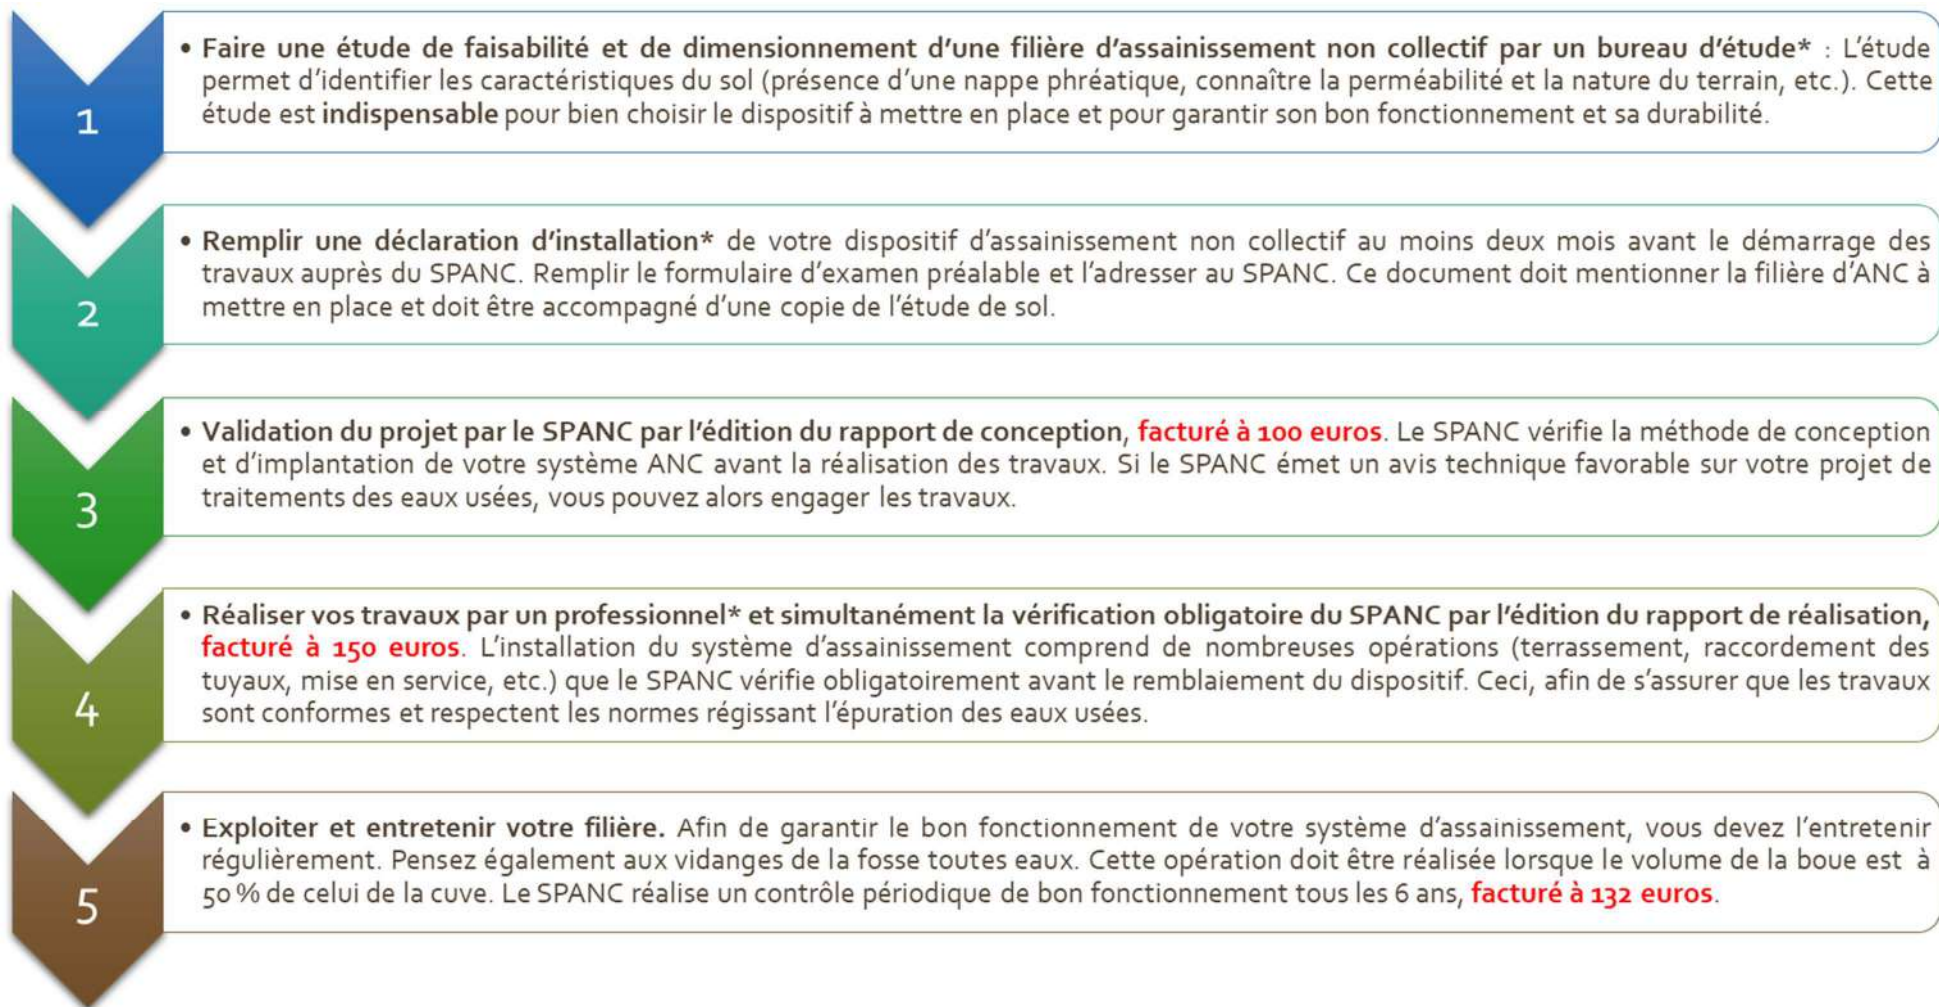 1
• Faire une étude de faisabilité et de dimensionnement d'une filière d'assainissement non collectif par un bureau d'étude* : L'étude
permet d'identifier les caractéristiques du sol (présence d'une nappe phréatique, connaître la perméabilité et la nature du terrain, etc.). Cette
étude est indispensable pour bien choisir le dispositif à mettre en place et pour garantir son bon fonctionnement et sa durabilité.
2
• Remplir une déclaration d'installation* de votre dispositif d'assainissement non collectif au moins deux mois avant le démarrage des
travaux auprès du SPANC. Remplir le formulaire d'examen préalable et l'adresser au SPANC. Ce document doit mentionner la filière d'ANC à
mettre en place et doit être accompagné d'une copie de l'étude de sol.
3
• Validation du projet par le SPANC par l'édition du rapport de conception, facturé à 100 euros. Le SPANC vérifie la méthode de conception
et d'implantation de votre système ANC avant la réalisation des travaux. Si le SPANC émet un avis technique favorable sur votre projet de
traitements des eaux usées, vous pouvez alors engager les travaux.
4
• Réaliser vos travaux par un professionnel* et simultanément la vérification obligatoire du SPANC par l'édition du rapport de réalisation,
facturé à 150 euros. L'installation du système d'assainissement comprend de nombreuses opérations (terrassement, raccordement des
tuyaux, mise en service, etc.) que le SPANC vérifie obligatoirement avant le remblaiement du dispositif. Ceci, afin de s'assurer que les travaux
sont conformes et respectent les normes régissant l'épuration des eaux usées.
5
• Exploiter et entretenir votre filière. Afin de garantir le bon fonctionnement de votre système d'assainissement, vous devez l'entretenir
régulièrement. Pensez également aux vidanges de la fosse toutes eaux. Cette opération doit être réalisée lorsque le volume de la boue est à
50 % de celui de la cuve. Le SPANC réalise un contrôle périodique de bon fonctionnement tous les 6 ans, facturé à 132 euros.